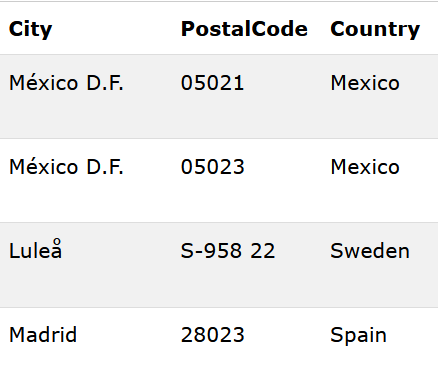 City PostalCode Country
México D.F. 05021 Mexico
México D.F. 05023 Mexico
Luleå S-958 22 Sweden
Madrid 28023 Spain